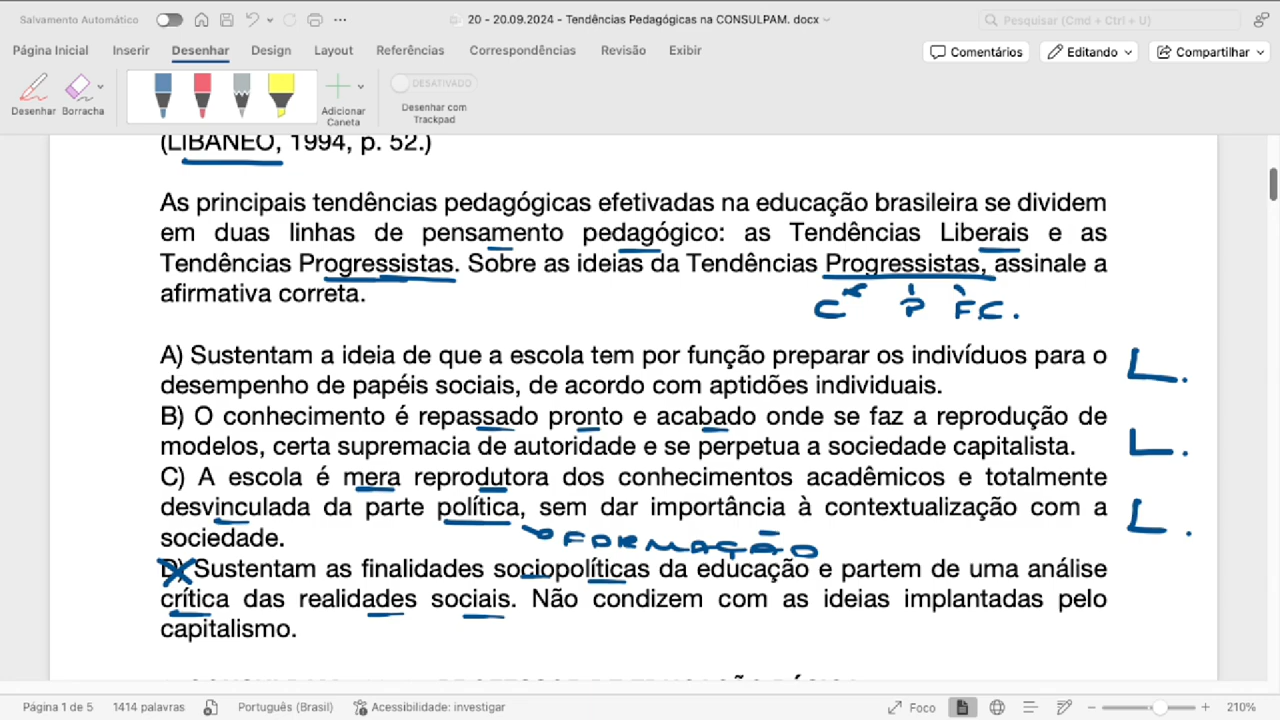 Salvamento Automático
20 - 20.09.2024 - Tendências Pedagógicas na CONSULPAM. docx
Pesquisar (Cmd + Ctrl + U)
Página Inicial Inserir Desenhar Design Layout Referências Correspondências Revisão Exibir Comentários Editando Compartilhar
Desenhar Borracha Adicionar Caneta DESATIVADO Desenhar com Trackpad
(LIBANEO, 1994, p. 52.)
As principais tendências pedagógicas efetivadas na educação brasileira se dividem
em duas linhas de pensamento pedagógico: as Tendências Liberais e as
Tendências Progressistas. Sobre as ideias da Tendências Progressistas, assinale a
afirmativa correta.
C P F.C.
A) Sustentam a ideia de que a escola tem por função preparar os indivíduos para o L.
desempenho de papéis sociais, de acordo com aptidões individuais.
B) O conhecimento é repassado pronto e acabado onde se faz a reprodução de
modelos, certa supremacia de autoridade e se perpetua a sociedade capitalista. L.
C) A escola é mera reprodutora dos conhecimentos acadêmicos e totalmente
desvinculada da parte política, sem dar importância à contextualização com a L.
sociedade.
FORMAÇÃO
D) Sustentam as finalidades sociopolíticas da educação e partem de uma análise
crítica das realidades sociais. Não condizem com as ideias implantadas pelo
capitalismo.
Página 1 de 5 1414 palavras Português (Brasil) Acessibilidade: investigar Foco 210%